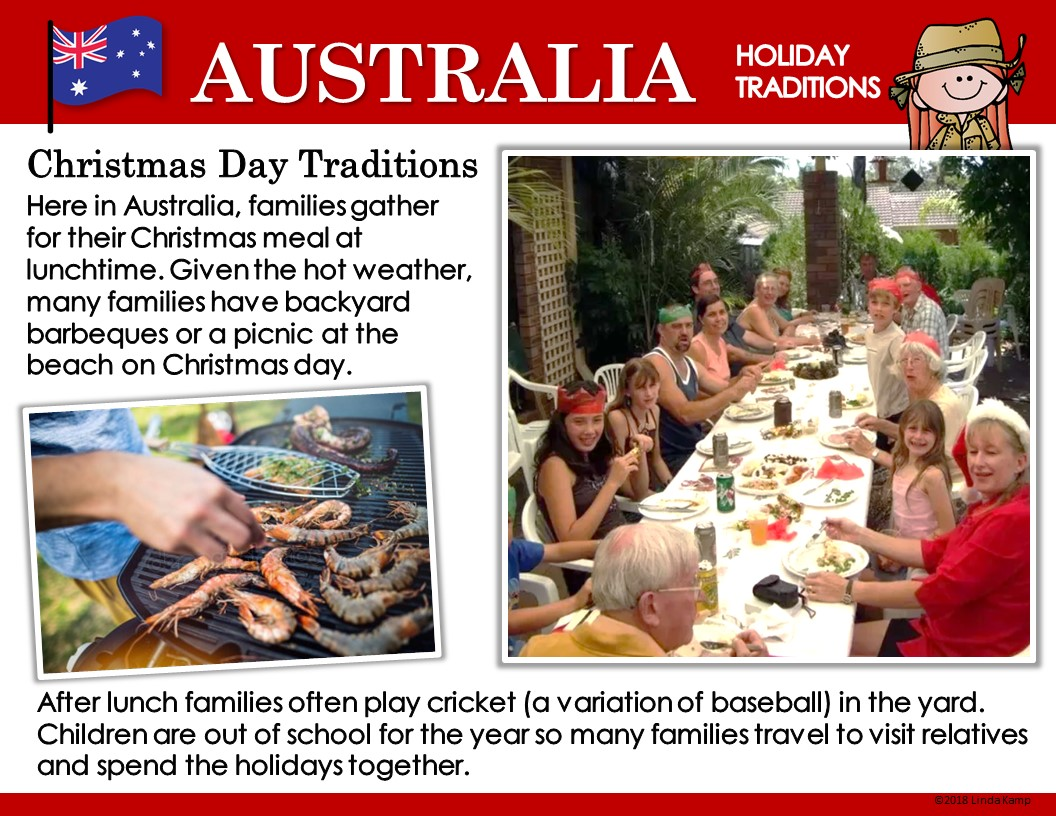 AUSTRALIA
HOLIDAY
TRADITIONS
Christmas Day Traditions
Here in Australia, families gather
for their Christmas meal at
lunchtime. Given the hot weather,
many families have backyard
barbeques or a picnic at the
beach on Christmas day.
After lunch families often play cricket (a variation of baseball) in the yard.
Children are out of school for the year so many families travel to visit relatives
and spend the holidays together.
©2018 Linda Kamp